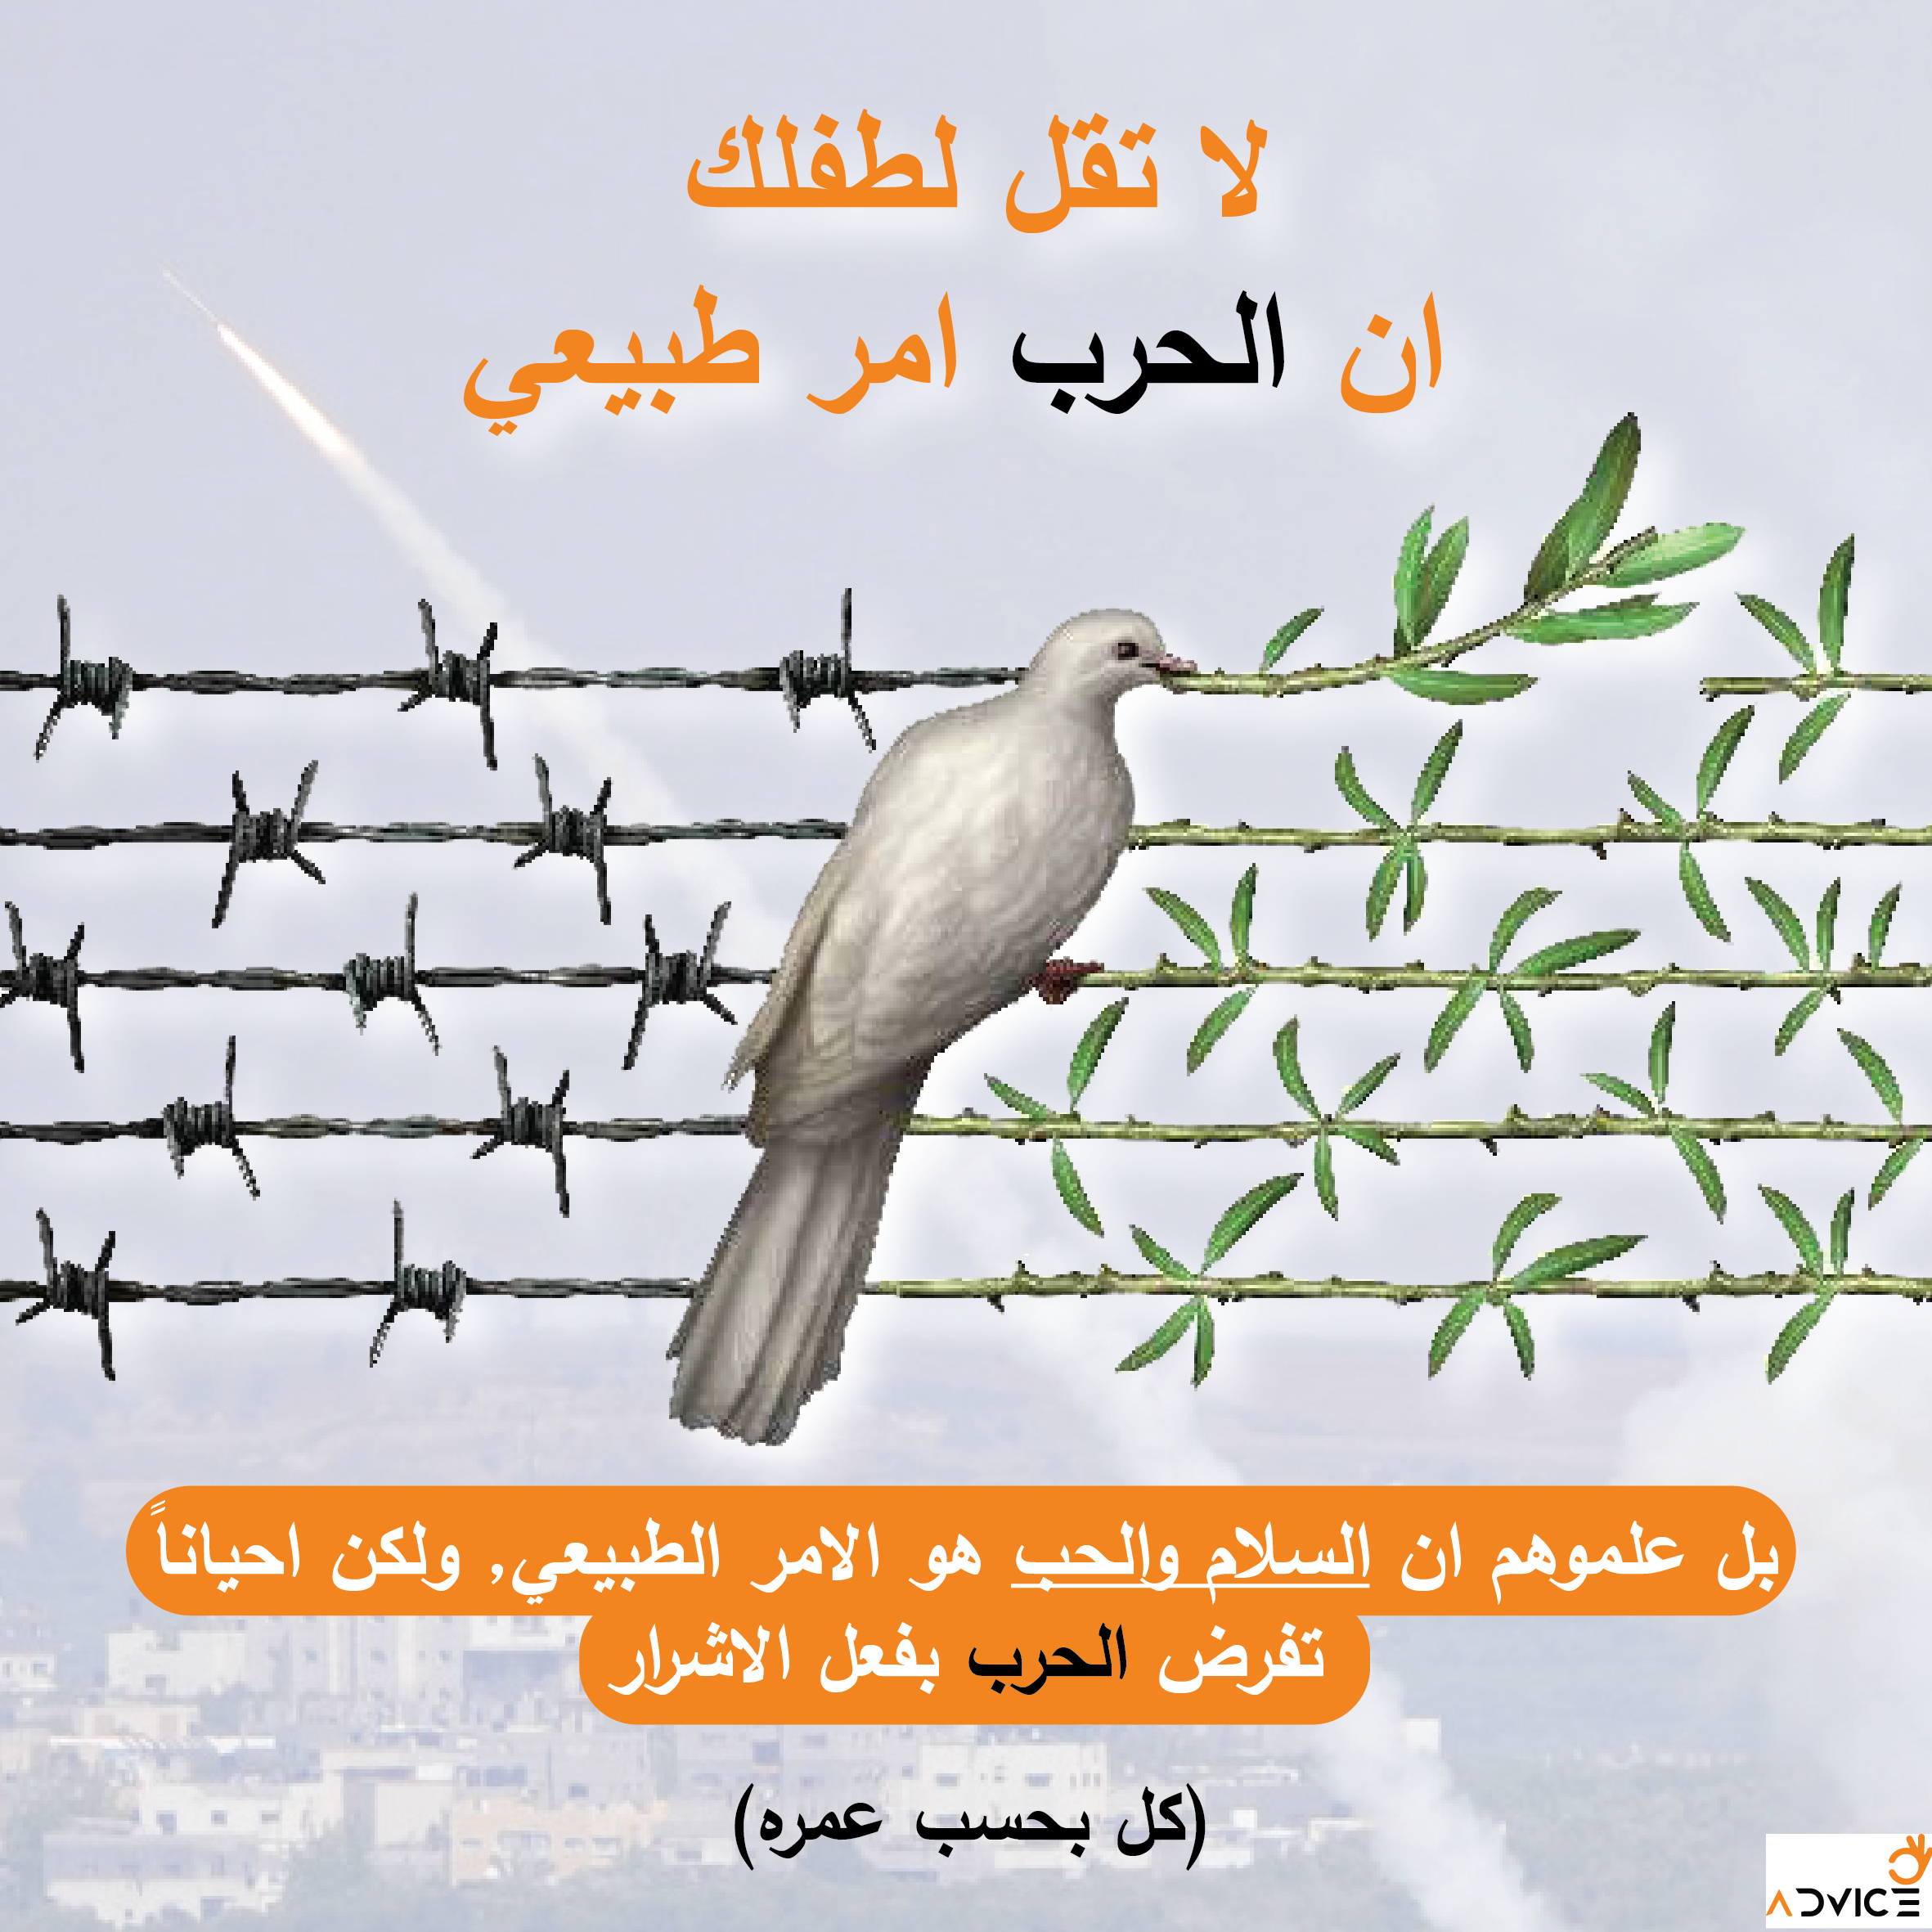 لا تقل لطفلك
ان الحرب امر طبيعي
بل علموهم ان السلام والحب هو الامر الطبيعي, ولكن احياناً
تفرض الحرب بفعل الاشرار
(كل بحسب عمره)
ADVICE